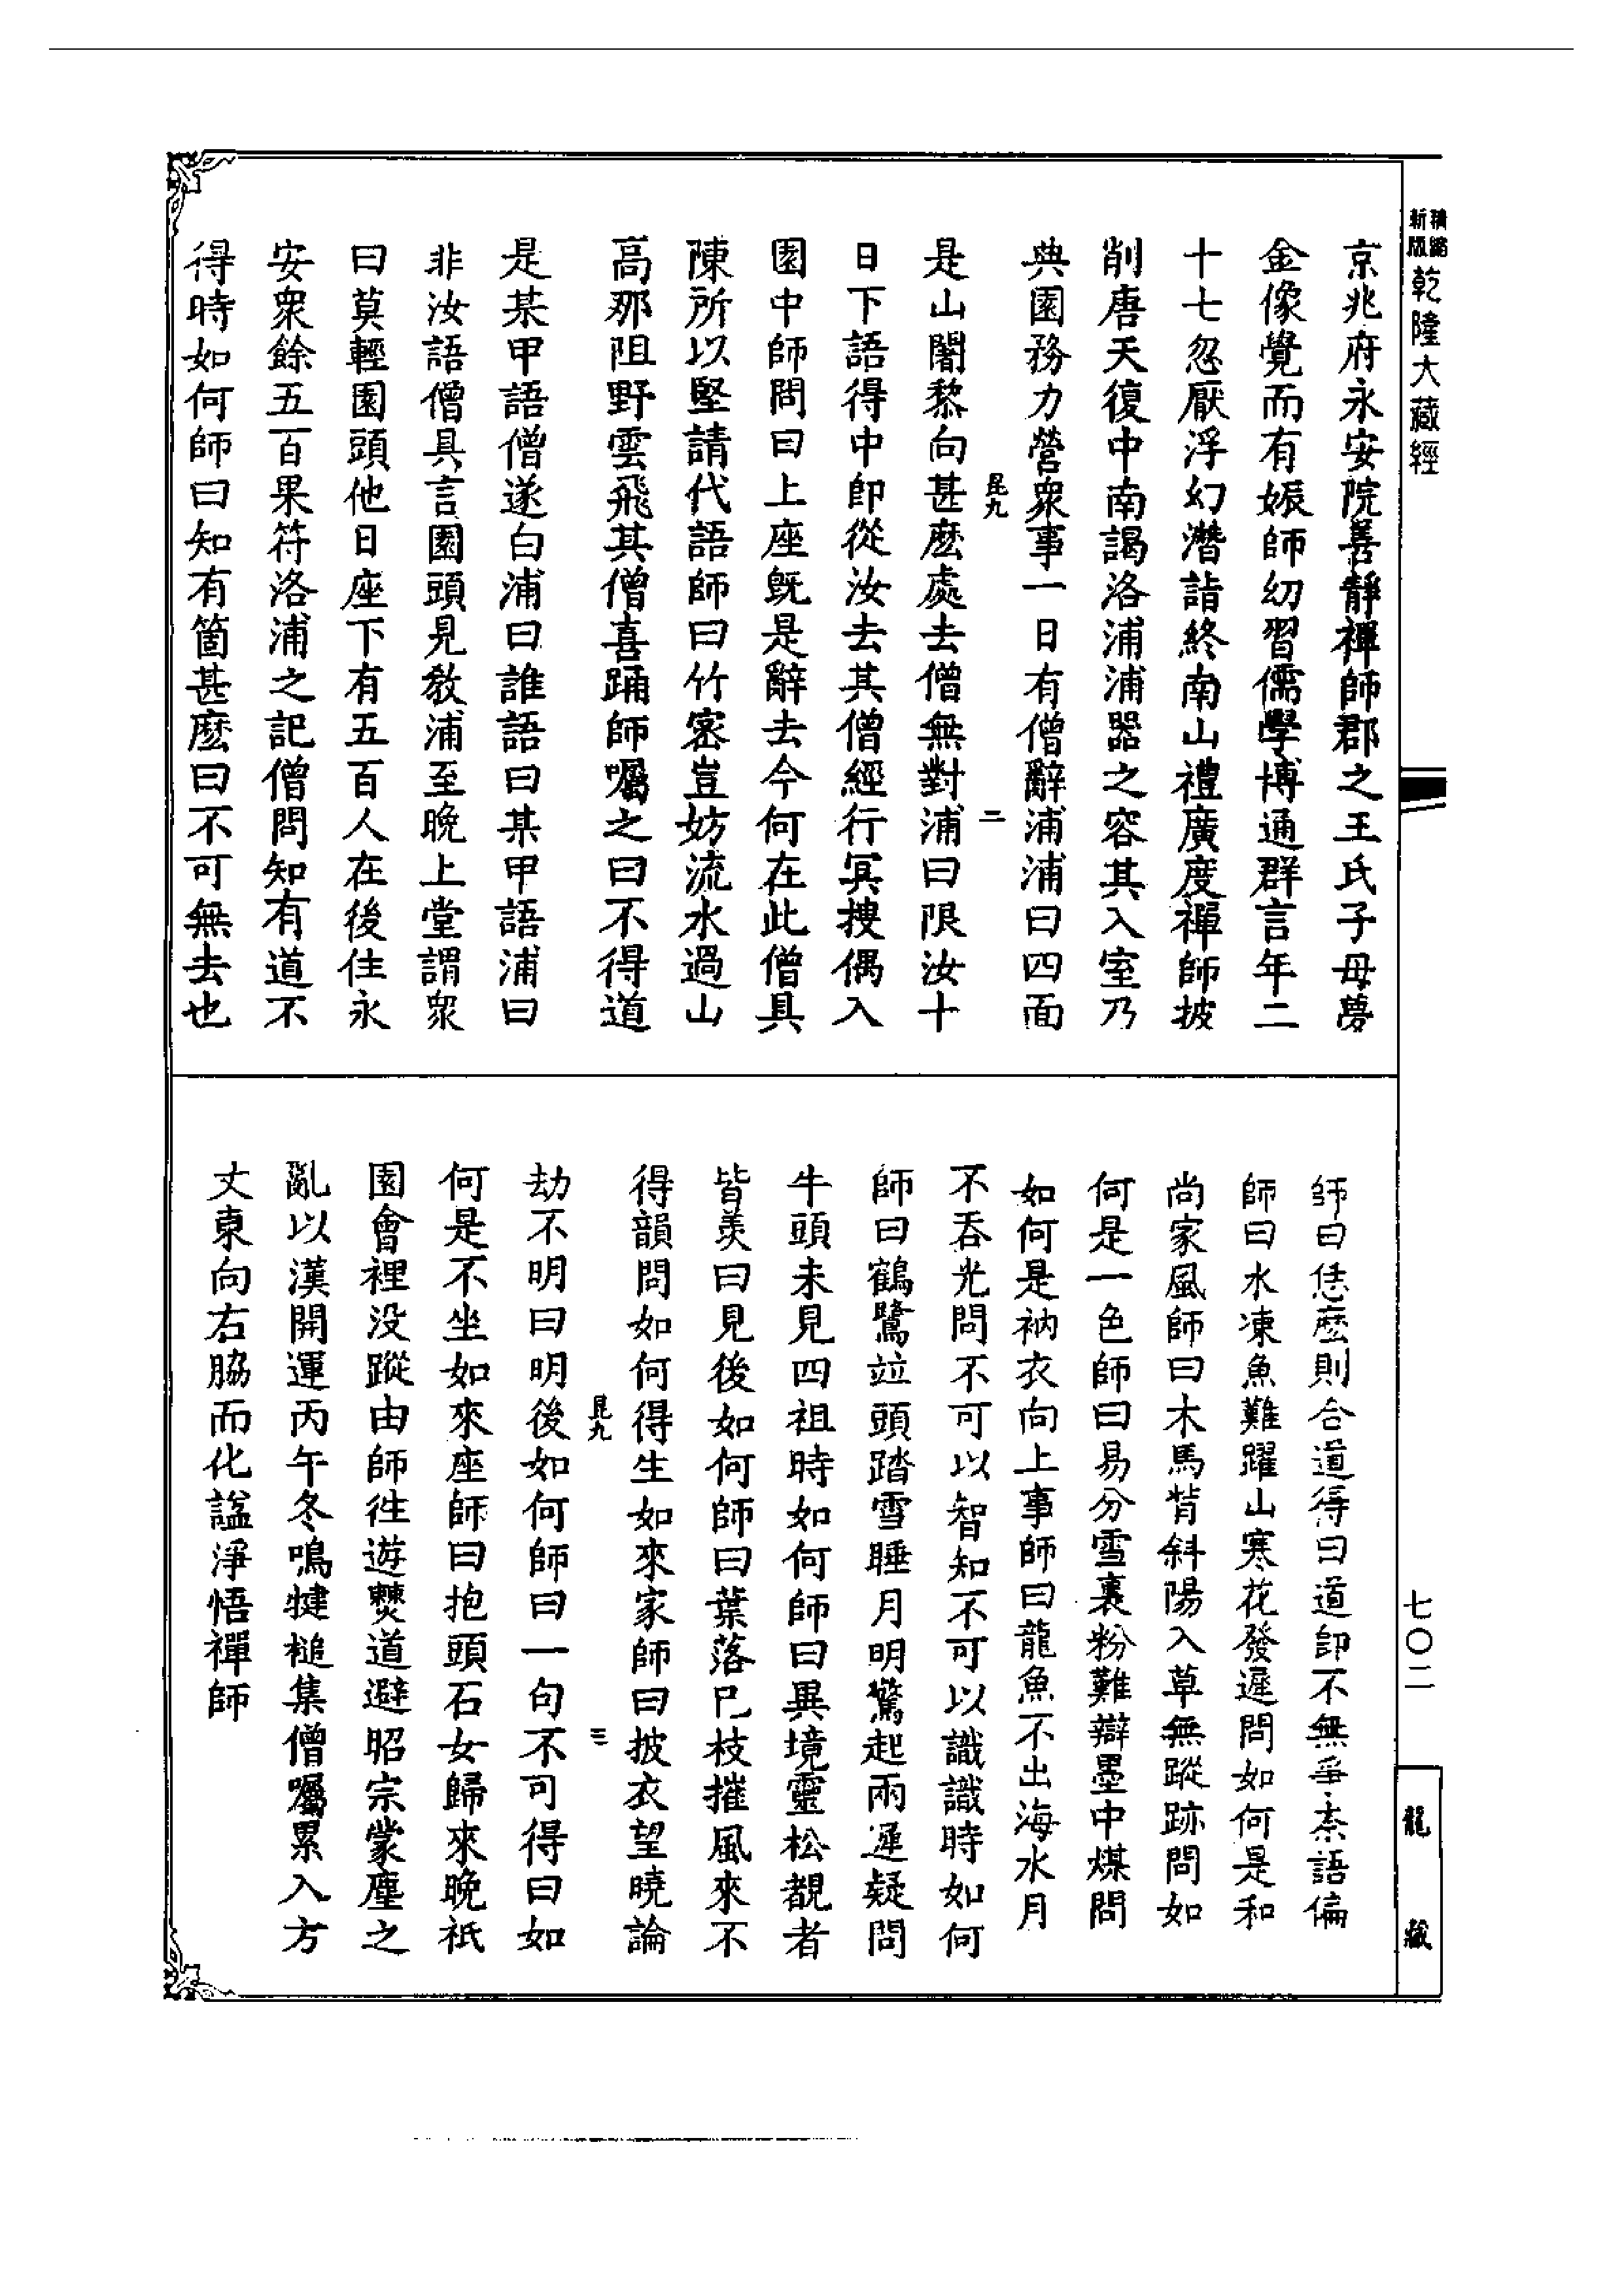 精縮
新版
乾隆大藏經
京兆府永安院善靜禪師郡之王氏子母夢
金像覺而有娠師幼習儒學博通群言年二
十七忽厭浮幻潛詣終南山禮廣度禪師披
削唐天復中南謁洛浦浦器之容其入室乃
典園務力營衆事一日有僧辭浦浦曰四面
昆九
二
是山闍黎向甚麽處去僧無對浦曰限汝十
日下語得中即從汝去其僧經行冥搜偶入
園中師問曰上座旣是辭去今何在此僧具
陳所以堅請代語師曰竹密豈妨流水過山
高那阻野雲飛其僧喜踊師囑之曰不得道
是某甲語僧遂白浦曰誰語曰某甲語浦曰
非汝語僧具言園頭見教浦至晚上堂謂衆
曰莫輕園頭他日座下有五百人在後住永
安衆餘五百果符洛浦之記僧問知有道不
得時如何師曰知有箇甚麽曰不可無去也
師曰恁麽則合道得曰道即不無爭柰語偏
師曰水凍魚難躍山寒花發遲問如何是和
尚家風師曰木馬背斜陽入草無蹤跡問如
何是一色師曰易分雪裏粉難辯墨中煤問
如何是衲衣向上事師曰龍魚不出海水月
不吞光問不可以智知不可以識識時如何
師曰鶴鷺竝頭踏雪睡月明驚起兩遲疑問
牛頭未見四祖時如何師曰異境靈松覩者
皆羨曰見後如何師曰葉落巳枝摧風來不
得韻問如何得生如來家師曰披衣望曉論
昆九
三
劫不明曰明後如何師曰一句不可得曰如
何是不坐如來座師曰抱頭石女歸來晚祇
園會裡没蹤由師往遊僰道避昭宗蒙塵之
亂以漢開運丙午冬鳴犍槌集僧囑累入方
丈東向右脇而化諡淨悟禪師
七〇二
龍藏